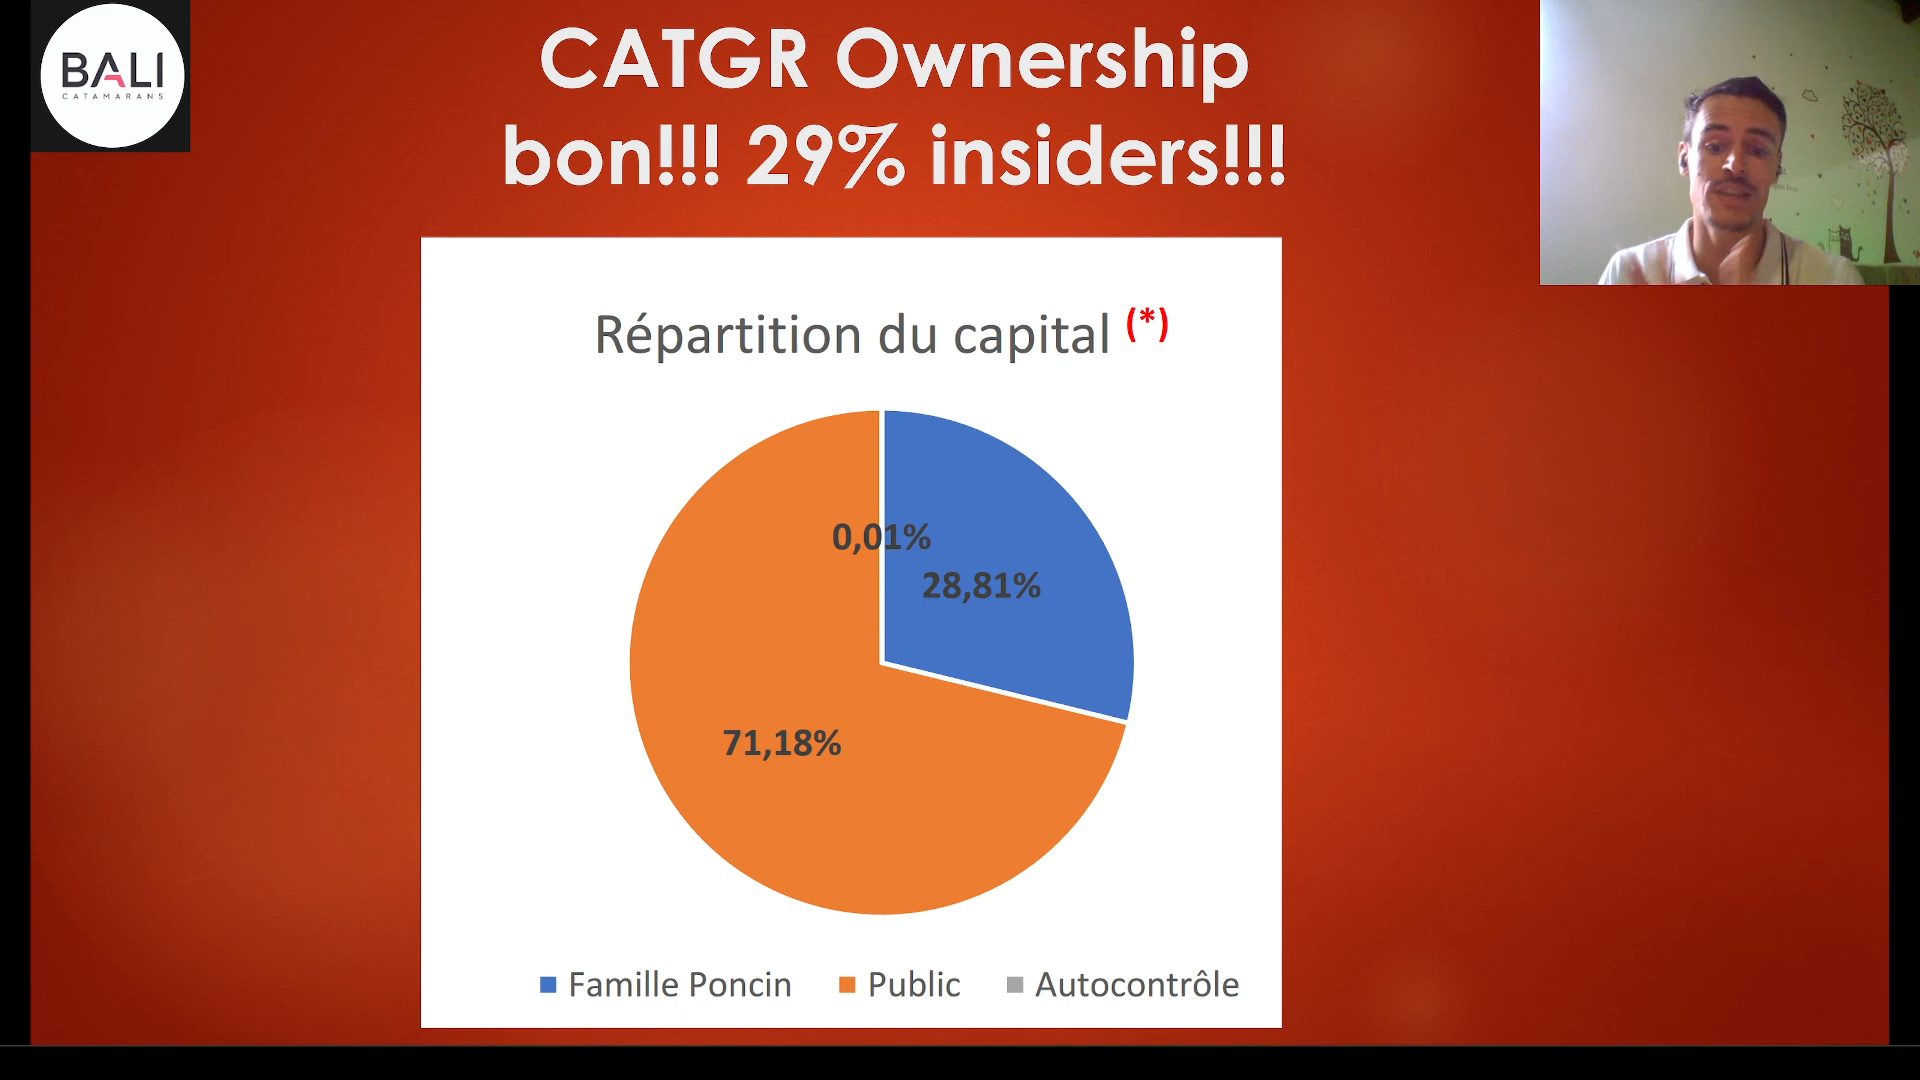 BALI
CATAMARANS
CATGR Ownership
bon!!! 29% insiders!!!
Répartition du capital (*)
0,01%
28,81%
71,18%
Famille Poncin
Public
Autocontrôle